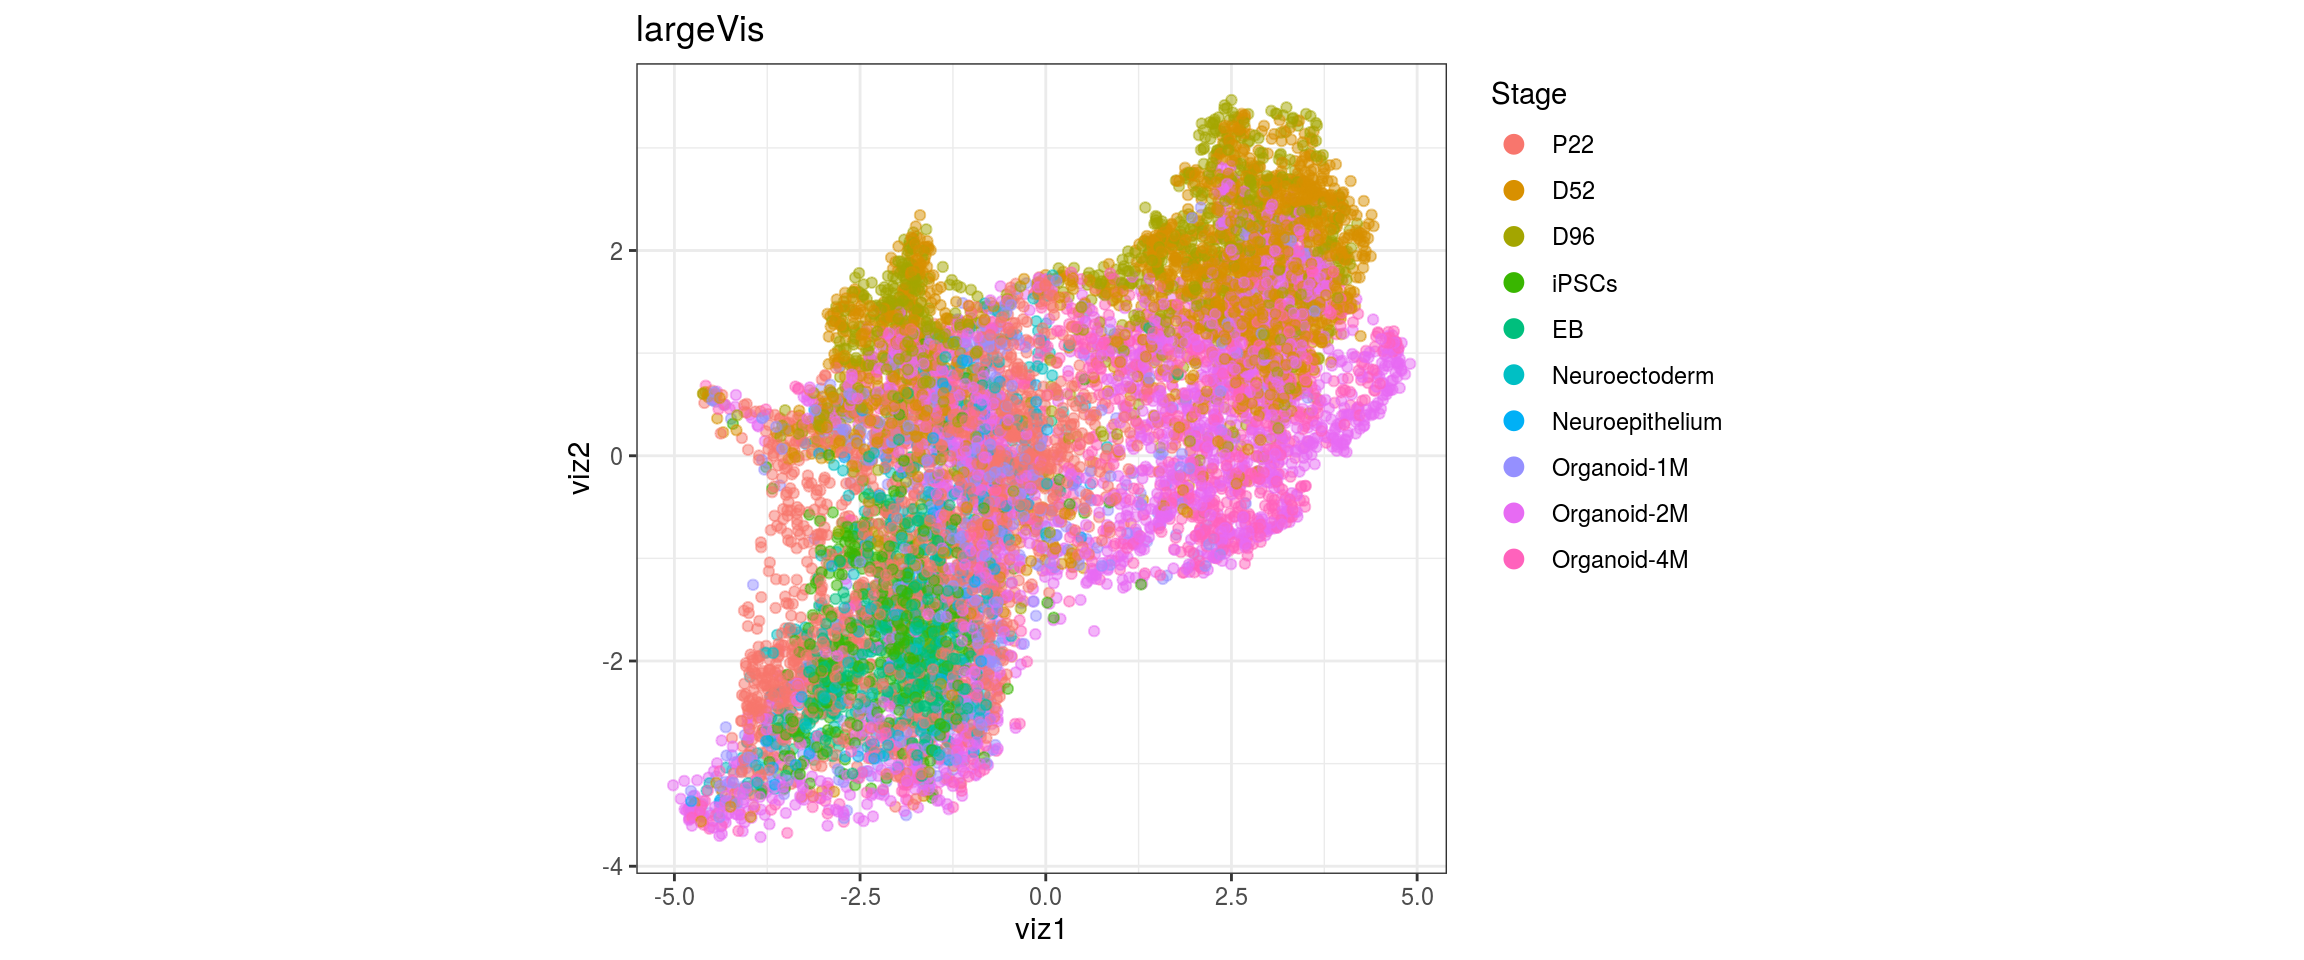 largeVis
Stage
P22
D52
D96
iPSCs
EB
Neuroectoderm
Neuroepithelium
Organoid-1M
Organoid-2M
Organoid-4M
viz2
2
0
-2
-4
-5.0 -2.5 0.0 2.5 5.0
viz1